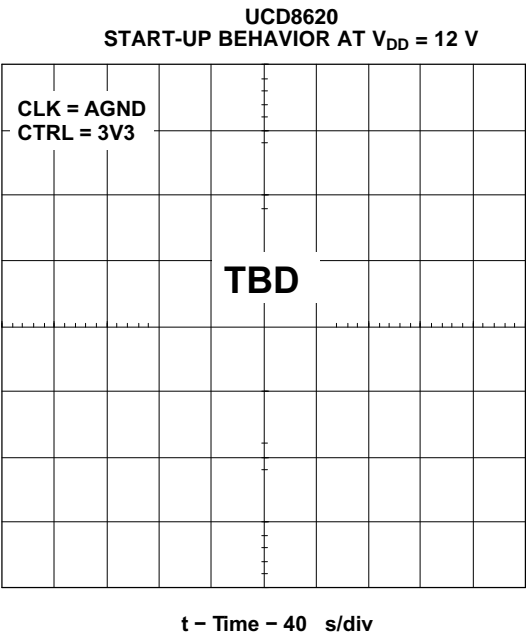 UCD8620
START-UP BEHAVIOR AT VDD = 12 V
CLK = AGND
CTRL = 3V3
TBD
t − Time − 40   s/div